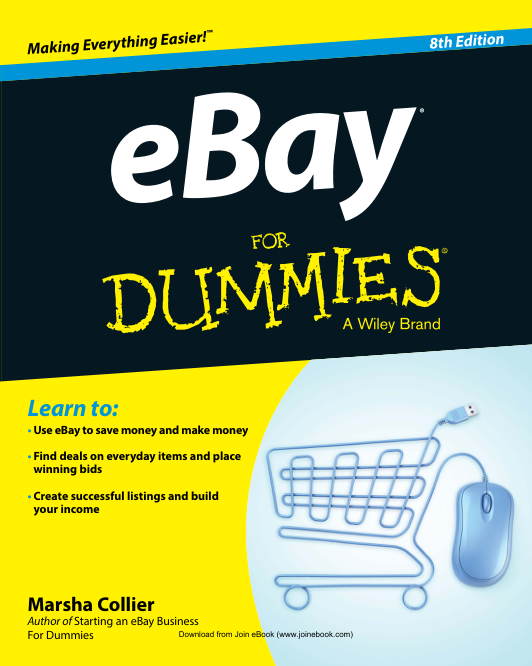 Making Everything Easier!™
8th Edition
eBay®
FOR
DUMMIES®
A Wiley Brand
Learn to:
• Use eBay to save money and make money
• Find deals on everyday items and place
winning bids
• Create successful listings and build
your income
Marsha Collier
Author of Starting an eBay Business
For Dummies
Download from Join eBook (www.joinebook.com)